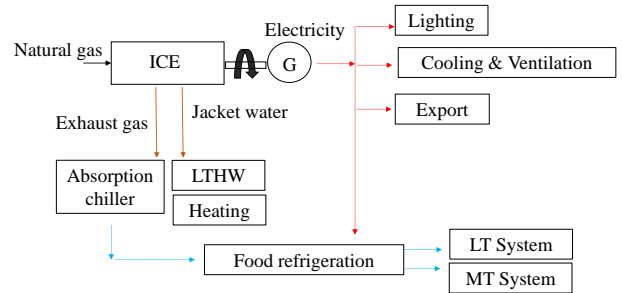 Electricity
Lighting
Natural gas
ICE
G
Cooling & Ventilation
Export
Exhaust gas
Jacket water
Absorption
chiller
LTHW
Heating
Food refrigeration
LT System
MT System